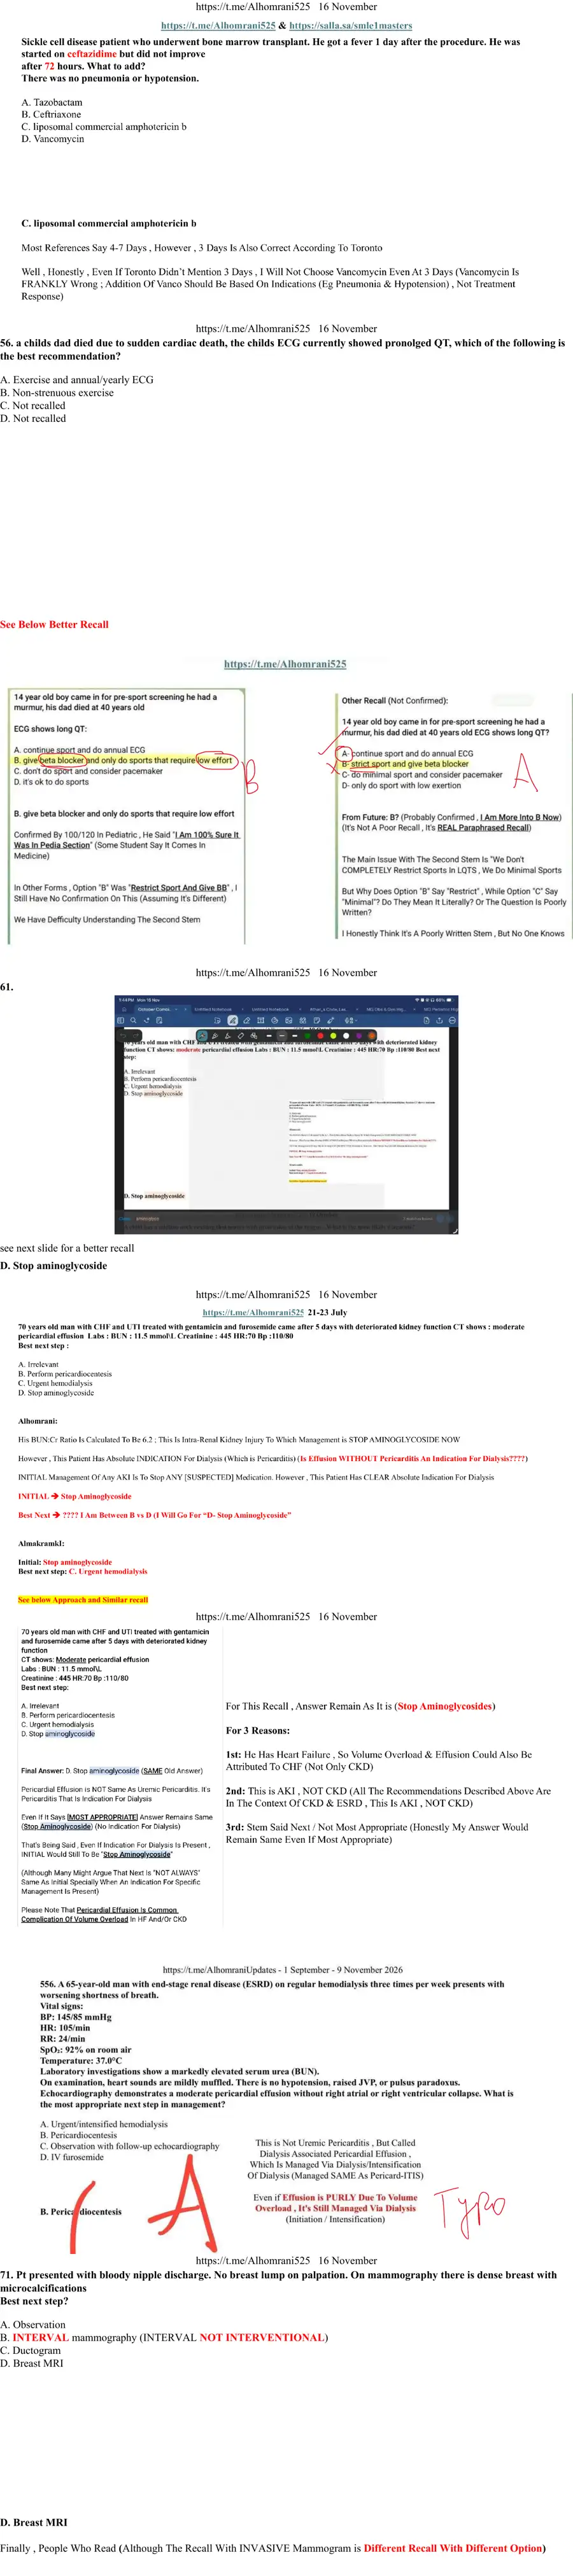 https://t.me/Alhomrani525 16 November
https://t.me/Alhomrani525 & https://salla.sa/smle1masters
Sickle cell disease patient who underwent bone marrow transplant. He got a fever 1 day after the procedure. He was
started on ceftazidime but did not improve
after 72 hours. What to add?
There was no pneumonia or hypotension.
A. Tazobactam
B. Ceftriaxone
C. liposomal commercial amphotericin b
D. Vancomycin
C. liposomal commercial amphotericin b
Most References Say 4-7 Days , However , 3 Days Is Also Correct According To Toronto
Well , Honestly , Even If Toronto Didn't Mention 3 Days , I Will Not Choose Vancomycin Even At 3 Days (Vancomycin Is
FRANKLY Wrong ; Addition Of Vanco Should Be Based On Indications (Eg Pneumonia & Hypotension) , Not Treatment
Response)
https://t.me/Alhomrani525 16 November
56. a childs dad died due to sudden cardiac death, the childs ECG currently showed pronolged QT, which of the following is
the best recommendation?
A. Exercise and annual/yearly ECG
B. Non-strenuous exercise
C. Not recalled
D. Not recalled
See Below Better Recall
https://t.me/Alhomrani525
14 year old boy came in for pre-sport screening he had a
murmur, his dad died at 40 years old
ECG shows long QT:
A. continue sport and do annual ECG
B. give beta blocker and only do sports that require low effort
C. don't do sport and consider pacemaker
D. it's ok to do sports
B
B. give beta blocker and only do sports that require low effort
Confirmed By 100/120 In Pediatric , He Said "I Am 100% Sure It
Was In Pedia Section" (Some Student Say It Comes In
Medicine)
In Other Forms , Option "B" Was "Restrict Sport And Give BB" , I
Still Have No Confirmation On This (Assuming It's Different)
We Have Defficulty Understanding The Second Stem
Other Recall (Not Confirmed):
14 year old boy came in for pre-sport screening he had a
murmur, his dad died at 40 years old ECG shows long QT?
A- continue sport and do annual ECG
B- strict sport and give beta blocker
C- do minimal sport and consider pacemaker
D- only do sport with low exertion
A
From Future: B? (Probably Confirmed , I Am More Into B Now)
(It's Not A Poor Recall , It's REAL Paraphrased Recall)
The Main Issue With The Second Stem Is "We Don't
COMPLETELY Restrict Sports In LQTS , We Do Minimal Sports
But Why Does Option "B" Say "Restrict" , While Option "C" Say
"Minimal"? Do They Mean It Literally? Or The Question Is Poorly
Written?
I Honestly Think It's A Poorly Written Stem , But No One Knows
https://t.me/Alhomrani525 16 November
61.
function CT shows: moderate pericardial effusion Labs : BUN : 11.5 mmol\L Creatinine : 445 HR:70 Bp :110/80 Best next
step:
A. Irrelevant
B. Perform pericardiocentesis
C. Urgent hemodialysis
D. Stop aminoglycoside
D. Stop aminoglycoside
see next slide for a better recall
D. Stop aminoglycoside
https://t.me/Alhomrani525 16 November
https://t.me/Alhomrani525 21-23 July
70 years old man with CHF and UTI treated with gentamicin and furosemide came after 5 days with deteriorated kidney function CT shows : moderate
pericardial effusion Labs : BUN : 11.5 mmol\L Creatinine : 445 HR:70 Bp :110/80
Best next step :
A. Irrelevant
B. Perform pericardiocentesis
C. Urgent hemodialysis
D. Stop aminoglycoside
Alhomrani:
His BUN:Cr Ratio Is Calculated To Be 6.2 ; This Is Intra-Renal Kidney Injury To Which Management is STOP AMINOGLYCOSIDE NOW
However , This Patient Has Absolute INDICATION For Dialysis (Which is Pericarditis) (Is Effusion WITHOUT Pericarditis An Indication For Dialysis????)
INITIAL Management Of Any AKI Is To Stop ANY [SUSPECTED] Medication. However , This Patient Has CLEAR Absolute Indication For Dialysis
INITIAL ➔ Stop Aminoglycoside
Best Next ➔ ???? I Am Between B vs D (I Will Go For "D- Stop Aminoglycoside"
Almakramki:
Initial: Stop aminoglycoside
Best next step: C. Urgent hemodialysis
See below Approach and Similar recall
https://t.me/Alhomrani525 16 November
70 years old man with CHF and UTI treated with gentamicin
and furosemide came after 5 days with deteriorated kidney
function
CT shows: Moderate pericardial effusion
Labs : BUN : 11.5 mmol\L
Creatinine : 445 HR:70 Bp :110/80
Best next step:
A. Irrelevant
B. Perform pericardiocentesis
C. Urgent hemodialysis
D. Stop aminoglycoside
Final Answer: D. Stop aminoglycoside (SAME Old Answer)
Pericardial Effusion is NOT Same As Uremic Pericarditis. It's
Pericarditis That Is Indication For Dialysis
Even If It Says [MOST APPROPRIATE] Answer Remains Same
(Stop Aminoglycoside) (No Indication For Dialysis)
That's Being Said , Even If Indication For Dialysis Is Present ,
INITIAL Would Still To Be "Stop Aminoglycoside"
(Although Many Might Argue That Next Is "NOT ALWAYS"
Same As Initial Specially When An Indication For Specific
Management Is Present)
Please Note That Pericardial Effusion Is Common
Complication Of Volume Overload In HF And/Or CKD
For This Recall , Answer Remain As It is (Stop Aminoglycosides)
For 3 Reasons:
1st: He Has Heart Failure , So Volume Overload & Effusion Could Also Be
Attributed To CHF (Not Only CKD)
2nd: This is AKI , NOT CKD (All The Recommendations Described Above Are
In The Context Of CKD & ESRD , This Is AKI , NOT CKD)
3rd: Stem Said Next / Not Most Appropriate (Honestly My Answer Would
Remain Same Even If Most Appropriate)
https://t.me/AlhomraniUpdates - 1 September - 9 November 2026
556. A 65-year-old man with end-stage renal disease (ESRD) on regular hemodialysis three times per week presents with
worsening shortness of breath.
Vital signs:
BP: 145/85 mmHg
HR: 105/min
RR: 24/min
SpO₂: 92% on room air
Temperature: 37.0°C
Laboratory investigations show a markedly elevated serum urea (BUN).
On examination, heart sounds are mildly muffled. There is no hypotension, raised JVP, or pulsus paradoxus.
Echocardiography demonstrates a moderate pericardial effusion without right atrial or right ventricular collapse. What is
the most appropriate next step in management?
A. Urgent/intensified hemodialysis
B. Pericardiocentesis
C. Observation with follow-up echocardiography
D. IV furosemide
This is Not Uremic Pericarditis , But Called
Dialysis Associated Pericardial Effusion ,
Which Is Managed Via Dialysis/Intensification
Of Dialysis (Managed SAME As Pericard-ITIS)
Even if Effusion is PURLY Due To Volume
Overload , It's Still Managed Via Dialysis
(Initiation / Intensification)
B. Pericardiocentesis
A
Typo
https://t.me/Alhomrani525 16 November
71. Pt presented with bloody nipple discharge. No breast lump on palpation. On mammography there is dense breast with
microcalcifications
Best next step?
A. Observation
B. INTERVAL mammography (INTERVAL NOT INTERVENTIONAL)
C. Ductogram
D. Breast MRI
D. Breast MRI
Finally , People Who Read (Although The Recall With INVASIVE Mammogram is Different Recall With Different Option)